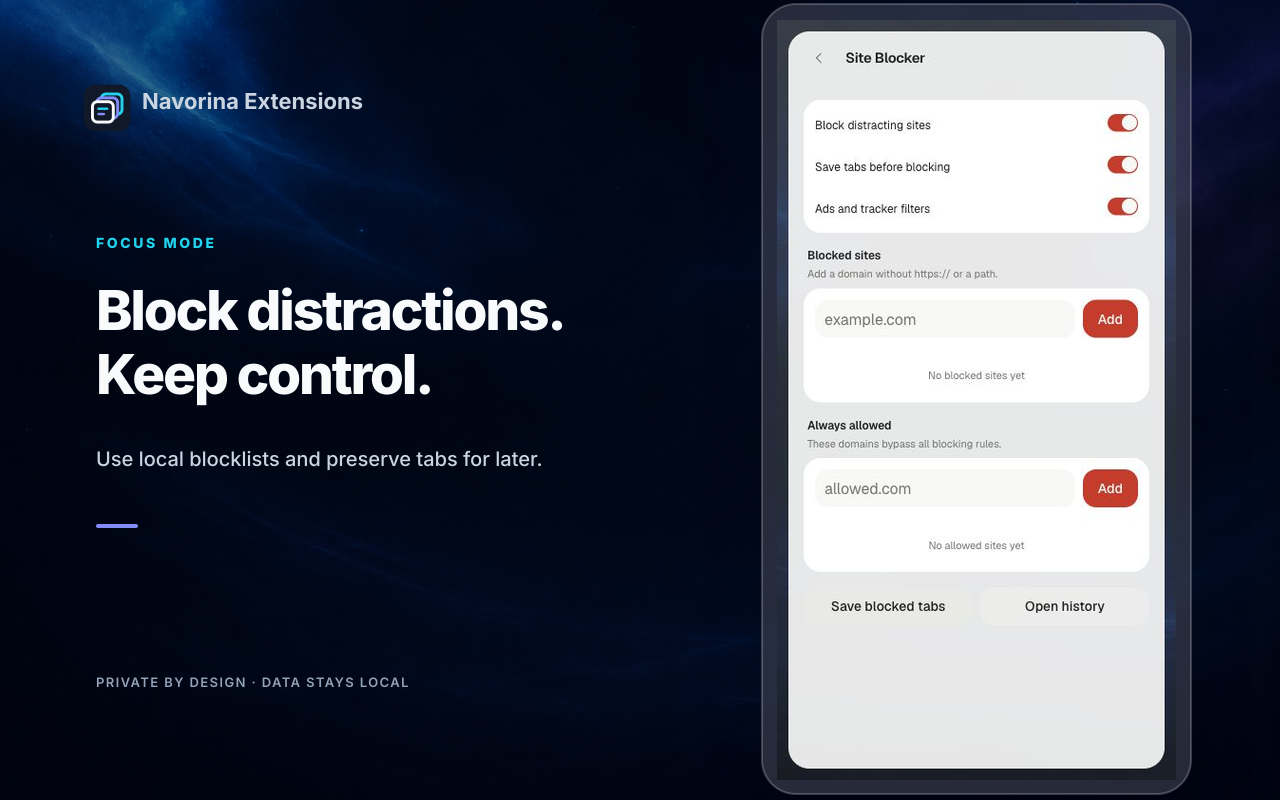 Navorina Extensions
FOCUS MODE
Block distractions.
Keep control.
Use local blocklists and preserve tabs for later.
PRIVATE BY DESIGN · DATA STAYS LOCAL
Site Blocker
Block distracting sites
Save tabs before blocking
Ads and tracker filters
Blocked sites
Add a domain without https:// or a path.
example.com
Add
No blocked sites yet
Always allowed
These domains bypass all blocking rules.
allowed.com
Add
No allowed sites yet
Save blocked tabs
Open history